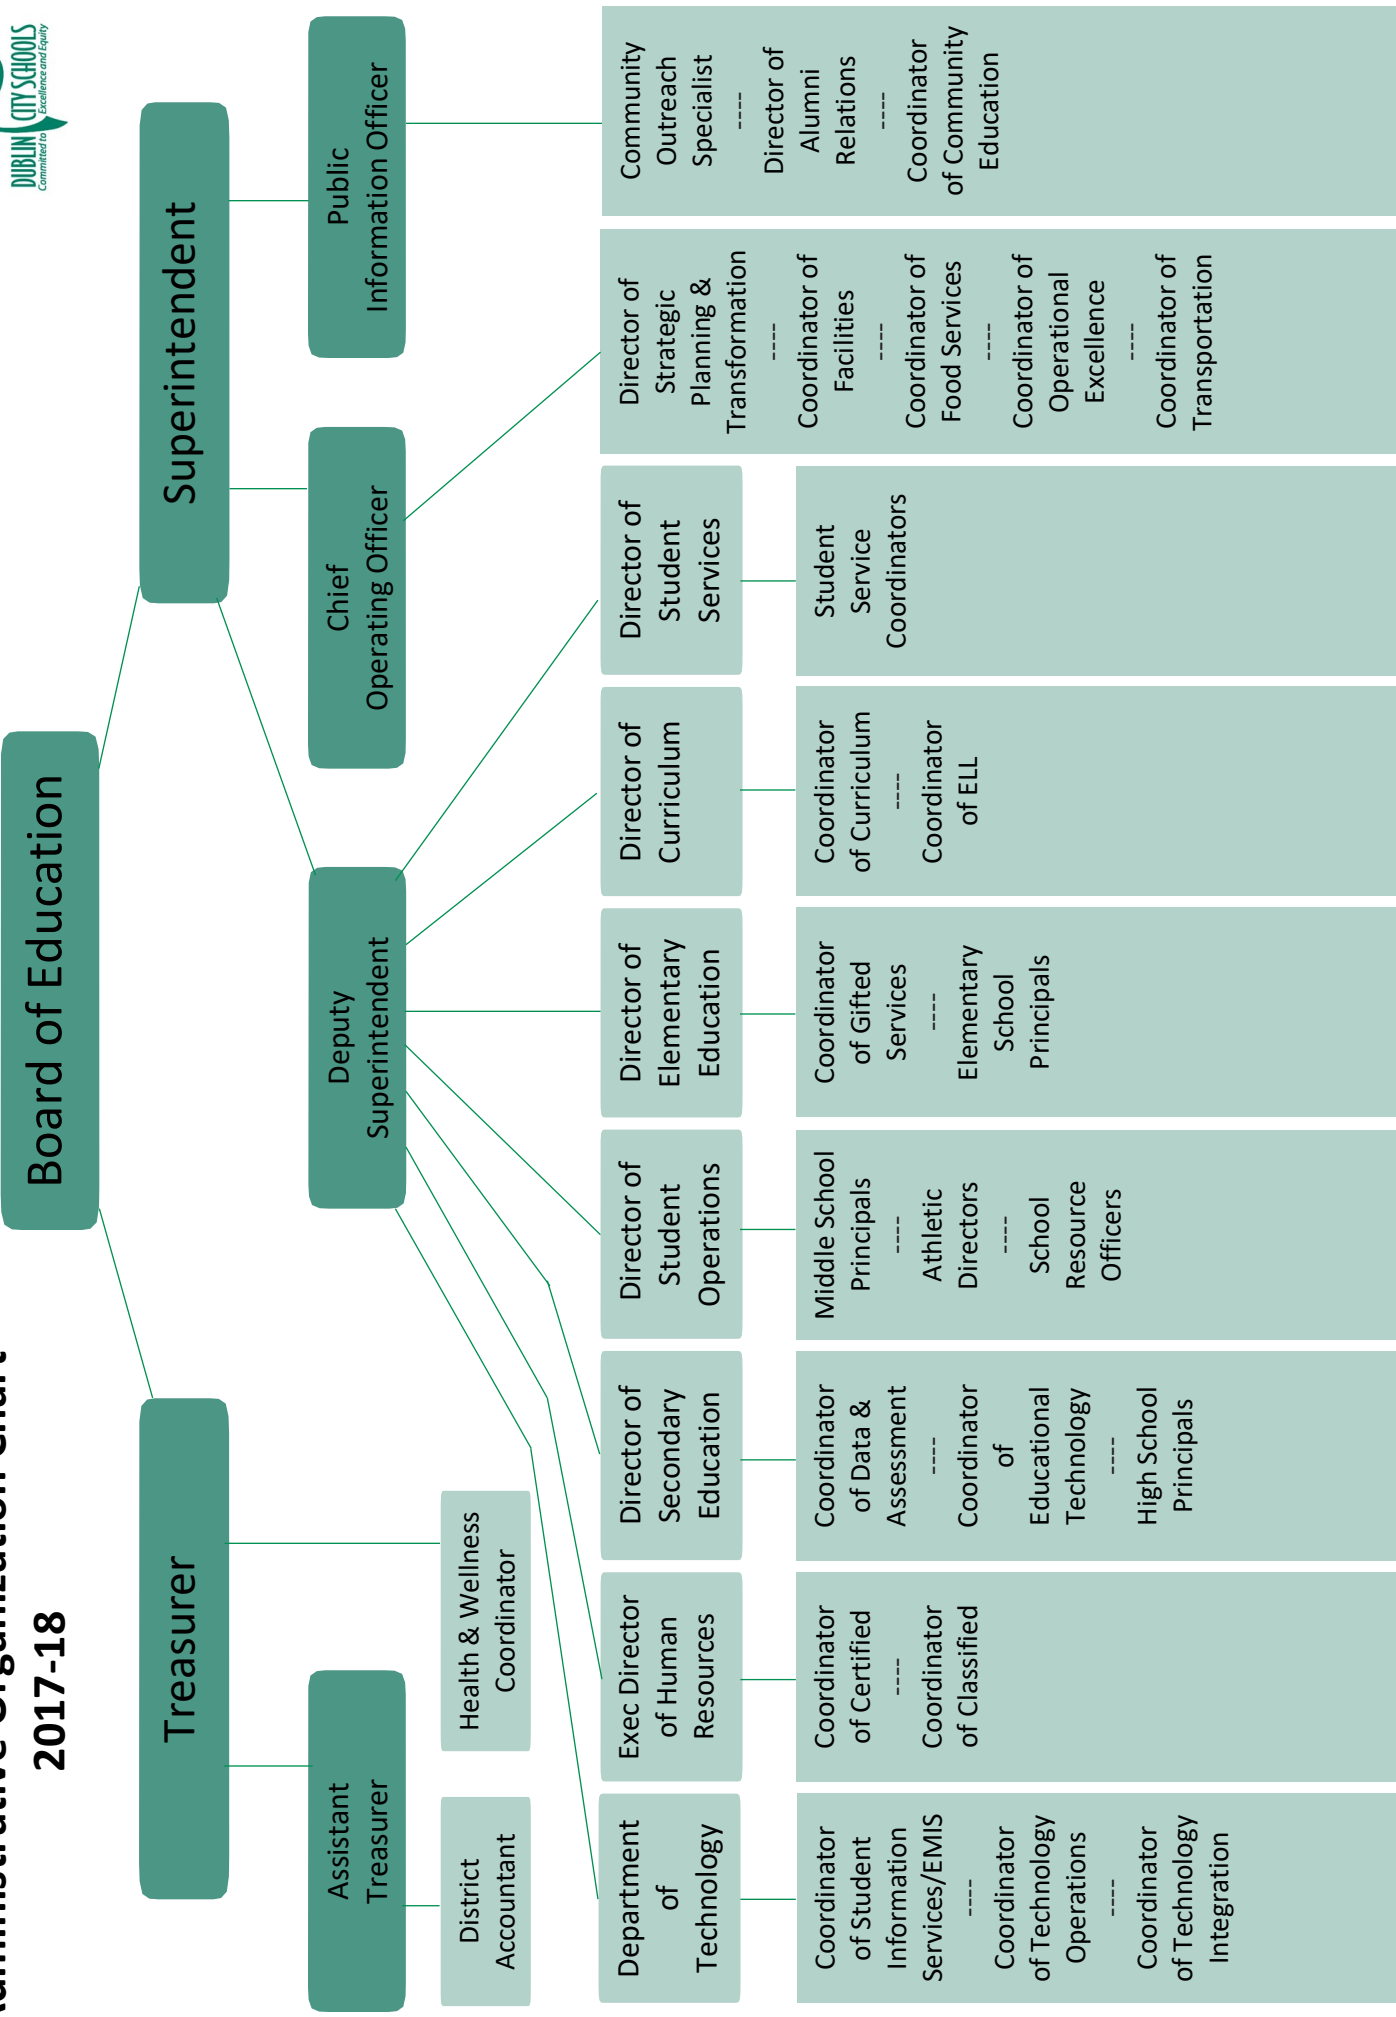 Administrative Organization Chart
2017-18
DUBLIN CITY SCHOOLS
Committed to Excellence and Equity
Board of Education
Treasurer
Superintendent
Assistant
Treasurer
Deputy
Superintendent
Chief
Operating Officer
Public
Information Officer
District
Accountant
Health & Wellness
Coordinator
Department
of
Technology
Exec Director
of Human
Resources
Director of
Secondary
Education
Director of
Student
Operations
Director of
Elementary
Education
Director of
Curriculum
Director of
Student
Services
Director of
Strategic
Planning &
Transformation
----
Coordinator of
Facilities
----
Coordinator of
Food Services
----
Coordinator of
Operational
Excellence
----
Coordinator of
Transportation
Community
Outreach
Specialist
----
Director of
Alumni
Relations
----
Coordinator
of Community
Education
Coordinator
of Student
Information
Services/EMIS
----
Coordinator
of Technology
Operations
----
Coordinator
of Technology
Integration
Coordinator
of Certified
----
Coordinator
of Classified
Coordinator
of Data &
Assessment
----
Coordinator
of
Educational
Technology
----
High School
Principals
Middle School
Principals
----
Athletic
Directors
----
School
Resource
Officers
Coordinator
of Gifted
Services
----
Elementary
School
Principals
Coordinator
of Curriculum
----
Coordinator
of ELL
Student
Service
Coordinators